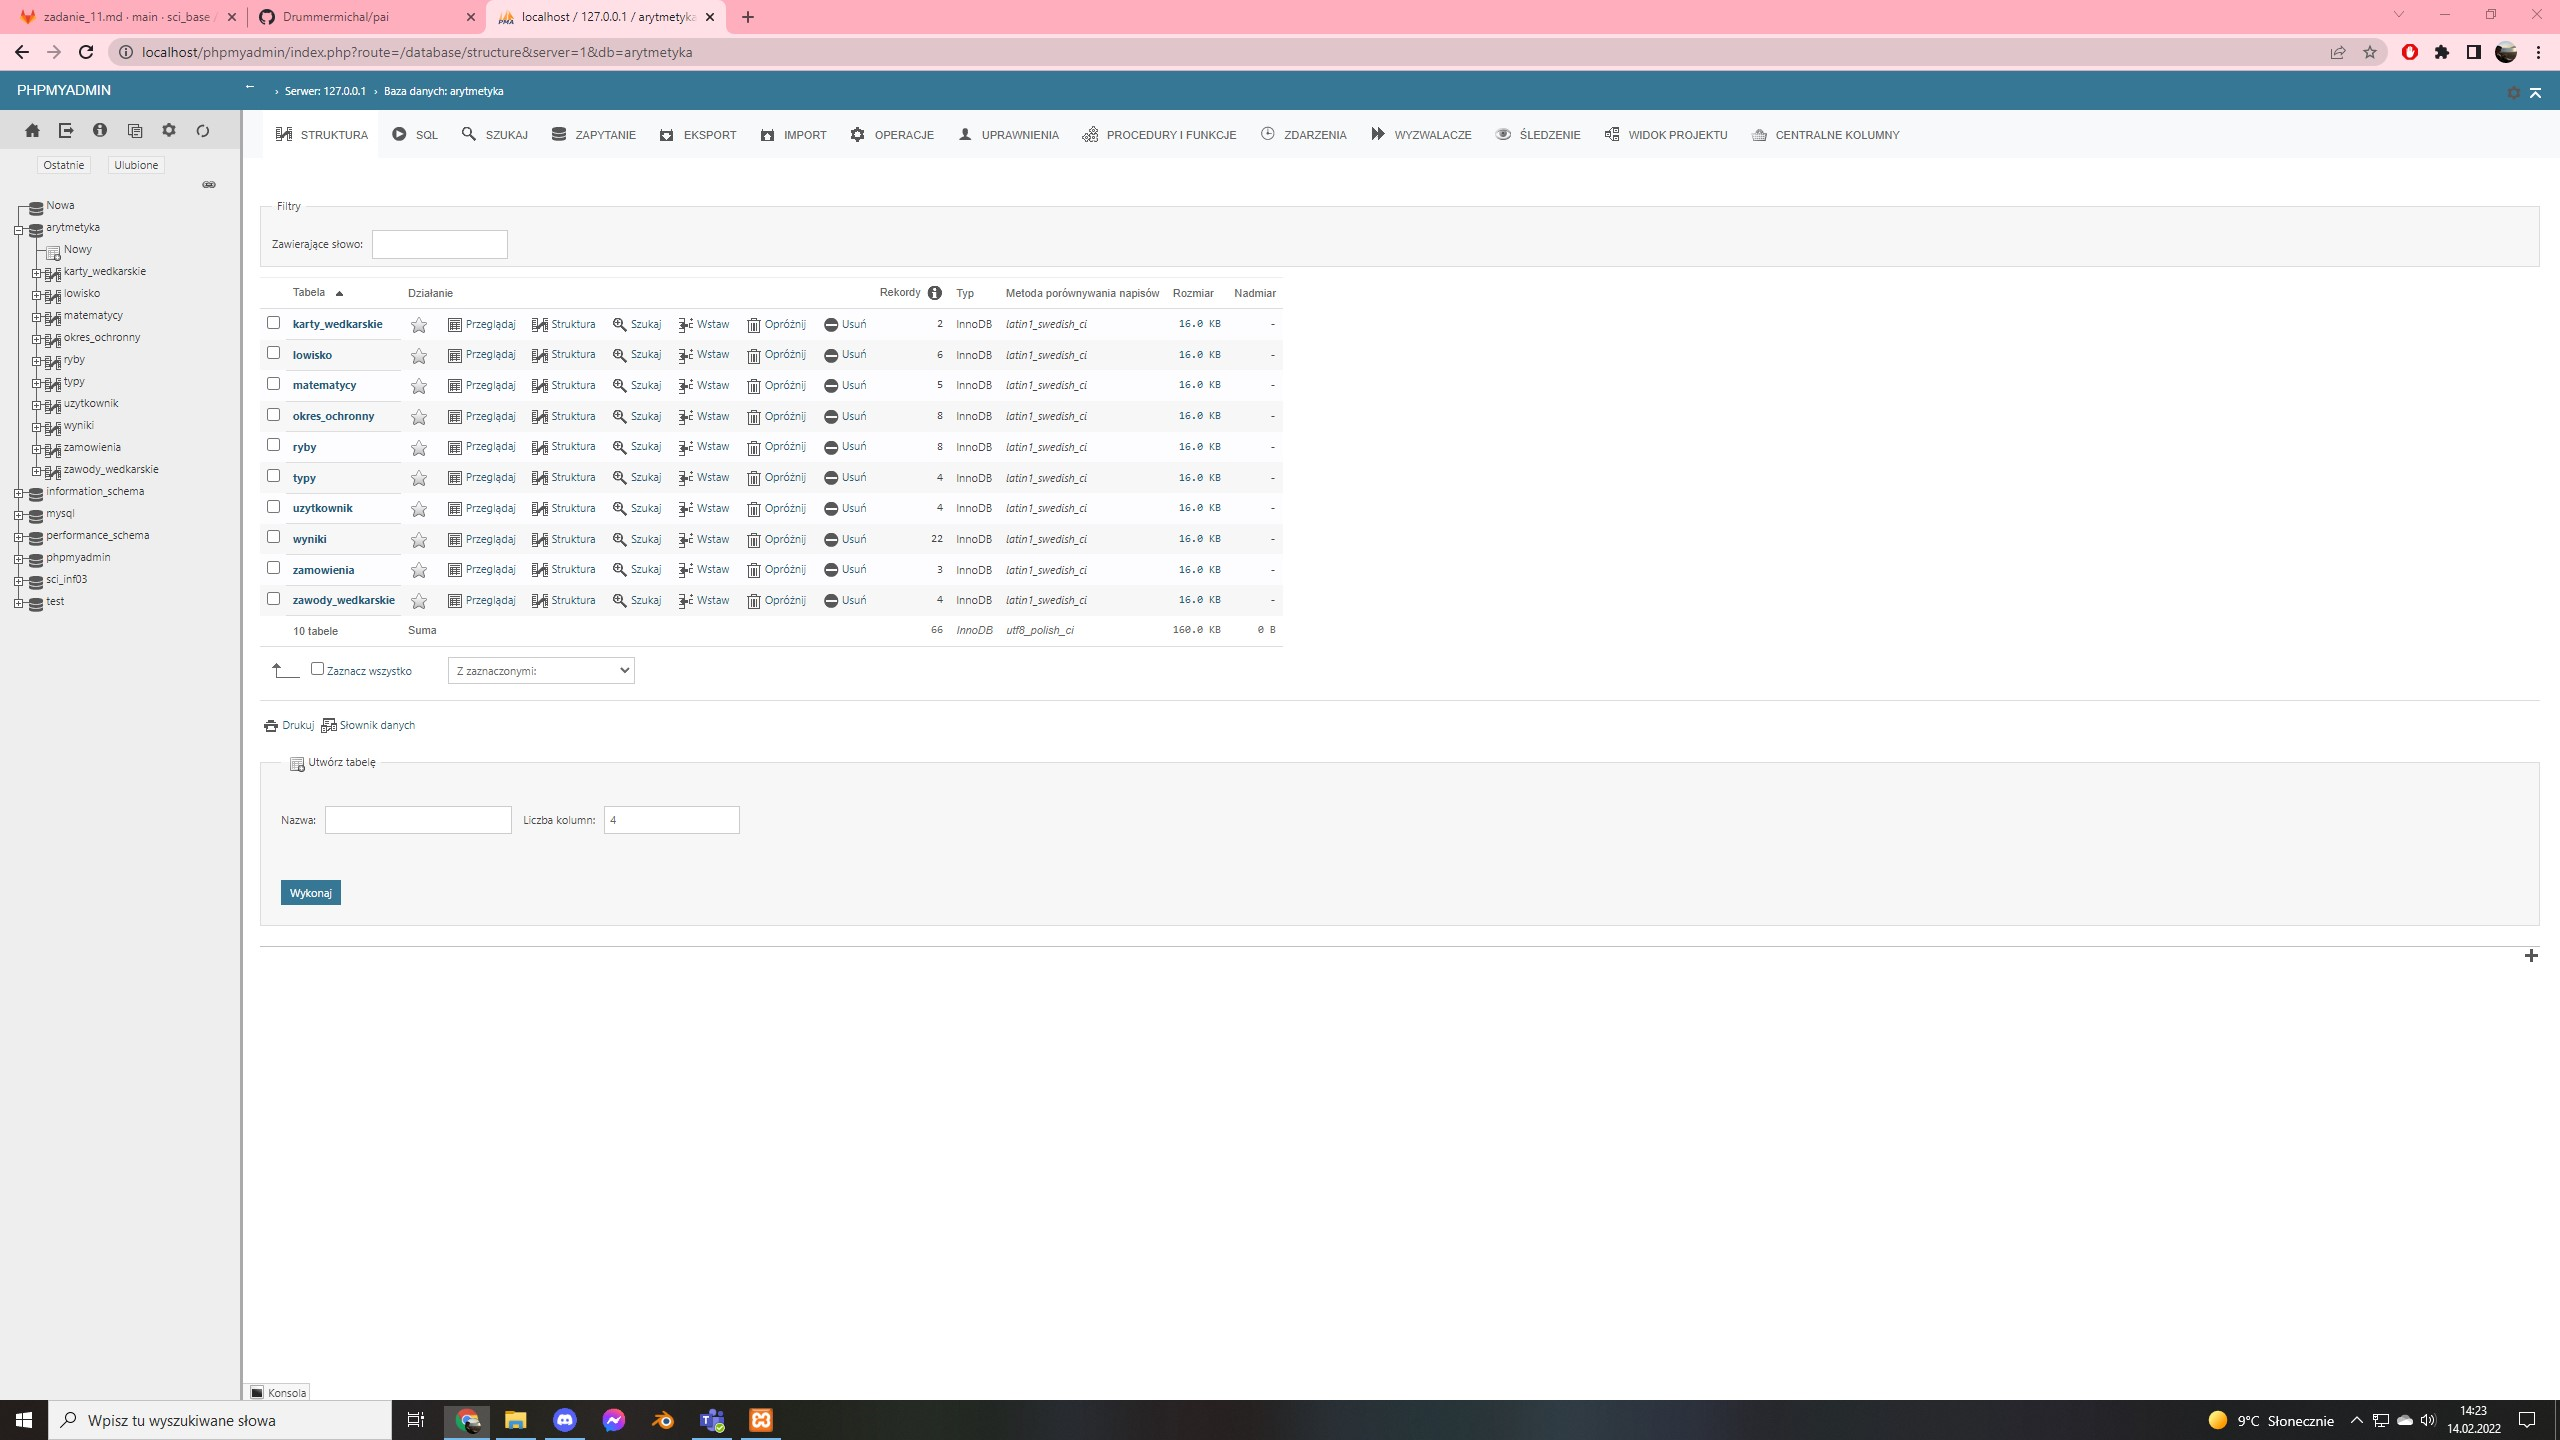 zadanie_11.md · main · sci_base /
Drummermichal/pai
localhost / 127.0.0.1 / arytmetyka
localhost/phpmyadmin/index.php?route=/database/structure&server=1&db=arytmetyka
PHPMYADMIN
← › Serwer: 127.0.0.1 › Baza danych: arytmetyka
STRUKTURA SQL SZUKAJ ZAPYTANIE EKSPORT IMPORT OPERACJE UPRAWNIENIA PROCEDURY I FUNKCJE ZDARZENIA WYZWALACZE ŚLEDZENIE WIDOK PROJEKTU CENTRALNE KOLUMNY
Ostatnie Ulubione
Nowa
arytmetyka
Nowy
karty_wedkarskie
lowisko
matematycy
okres_ochronny
ryby
typy
uzytkownik
wyniki
zamowienia
zawody_wedkarskie
information_schema
mysql
performance_schema
phpmyadmin
sci_inf03
test
Filtry
Zawierające słowo:
Tabela Działanie Rekordy Typ Metoda porównywania napisów Rozmiar Nadmiar
karty_wedkarskie Przeglądaj Struktura Szukaj Wstaw Opróżnij Usuń 2 InnoDB latin1_swedish_ci 16.0 KB -
lowisko Przeglądaj Struktura Szukaj Wstaw Opróżnij Usuń 6 InnoDB latin1_swedish_ci 16.0 KB -
matematycy Przeglądaj Struktura Szukaj Wstaw Opróżnij Usuń 5 InnoDB latin1_swedish_ci 16.0 KB -
okres_ochronny Przeglądaj Struktura Szukaj Wstaw Opróżnij Usuń 8 InnoDB latin1_swedish_ci 16.0 KB -
ryby Przeglądaj Struktura Szukaj Wstaw Opróżnij Usuń 8 InnoDB latin1_swedish_ci 16.0 KB -
typy Przeglądaj Struktura Szukaj Wstaw Opróżnij Usuń 4 InnoDB latin1_swedish_ci 16.0 KB -
uzytkownik Przeglądaj Struktura Szukaj Wstaw Opróżnij Usuń 4 InnoDB latin1_swedish_ci 16.0 KB -
wyniki Przeglądaj Struktura Szukaj Wstaw Opróżnij Usuń 22 InnoDB latin1_swedish_ci 16.0 KB -
zamowienia Przeglądaj Struktura Szukaj Wstaw Opróżnij Usuń 3 InnoDB latin1_swedish_ci 16.0 KB -
zawody_wedkarskie Przeglądaj Struktura Szukaj Wstaw Opróżnij Usuń 4 InnoDB latin1_swedish_ci 16.0 KB -
10 tabele Suma 66 InnoDB utf8_polish_ci 160.0 KB 0 B
Zaznacz wszystko Z zaznaczonymi:
Drukuj Słownik danych
Utwórz tabelę
Nazwa: Liczba kolumn: 4
Wykonaj
Konsola
Wpisz tu wyszukiwane słowa
9°C Słonecznie
14:23
14.02.2022